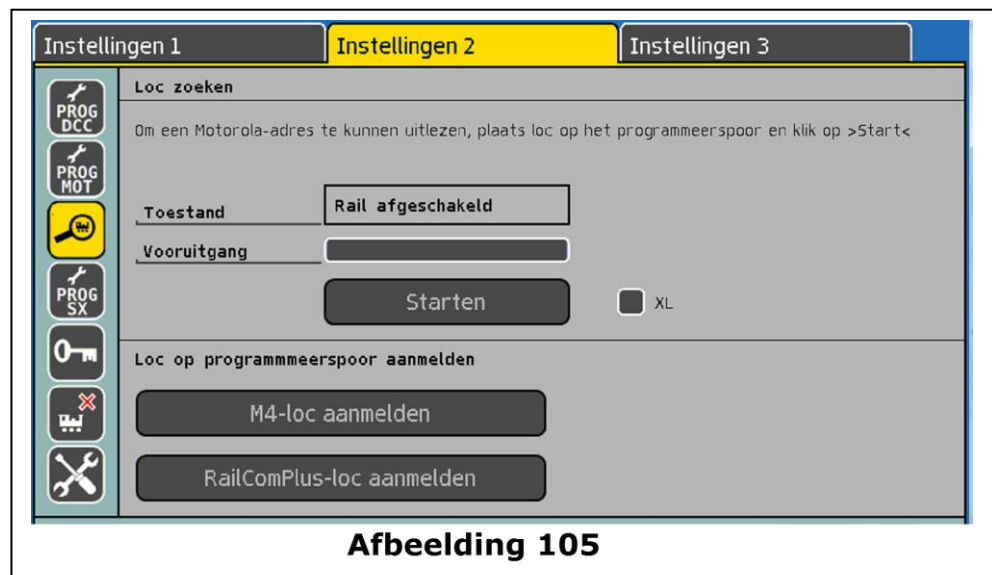 Instellingen 1
Instellingen 2
Instellingen 3
PROG
DCC
PROG
MOT
PROG
SX
Loc zoeken
Om een Motorola-adres te kunnen uitlezen, plaats loc op het programmeerspoor en klik op >Start<
Toestand
Rail afgeschakeld
Vooruitgang
Starten
XL
Loc op programmmeerspoor aanmelden
M4-loc aanmelden
RailComPlus-loc aanmelden
Afbeelding 105